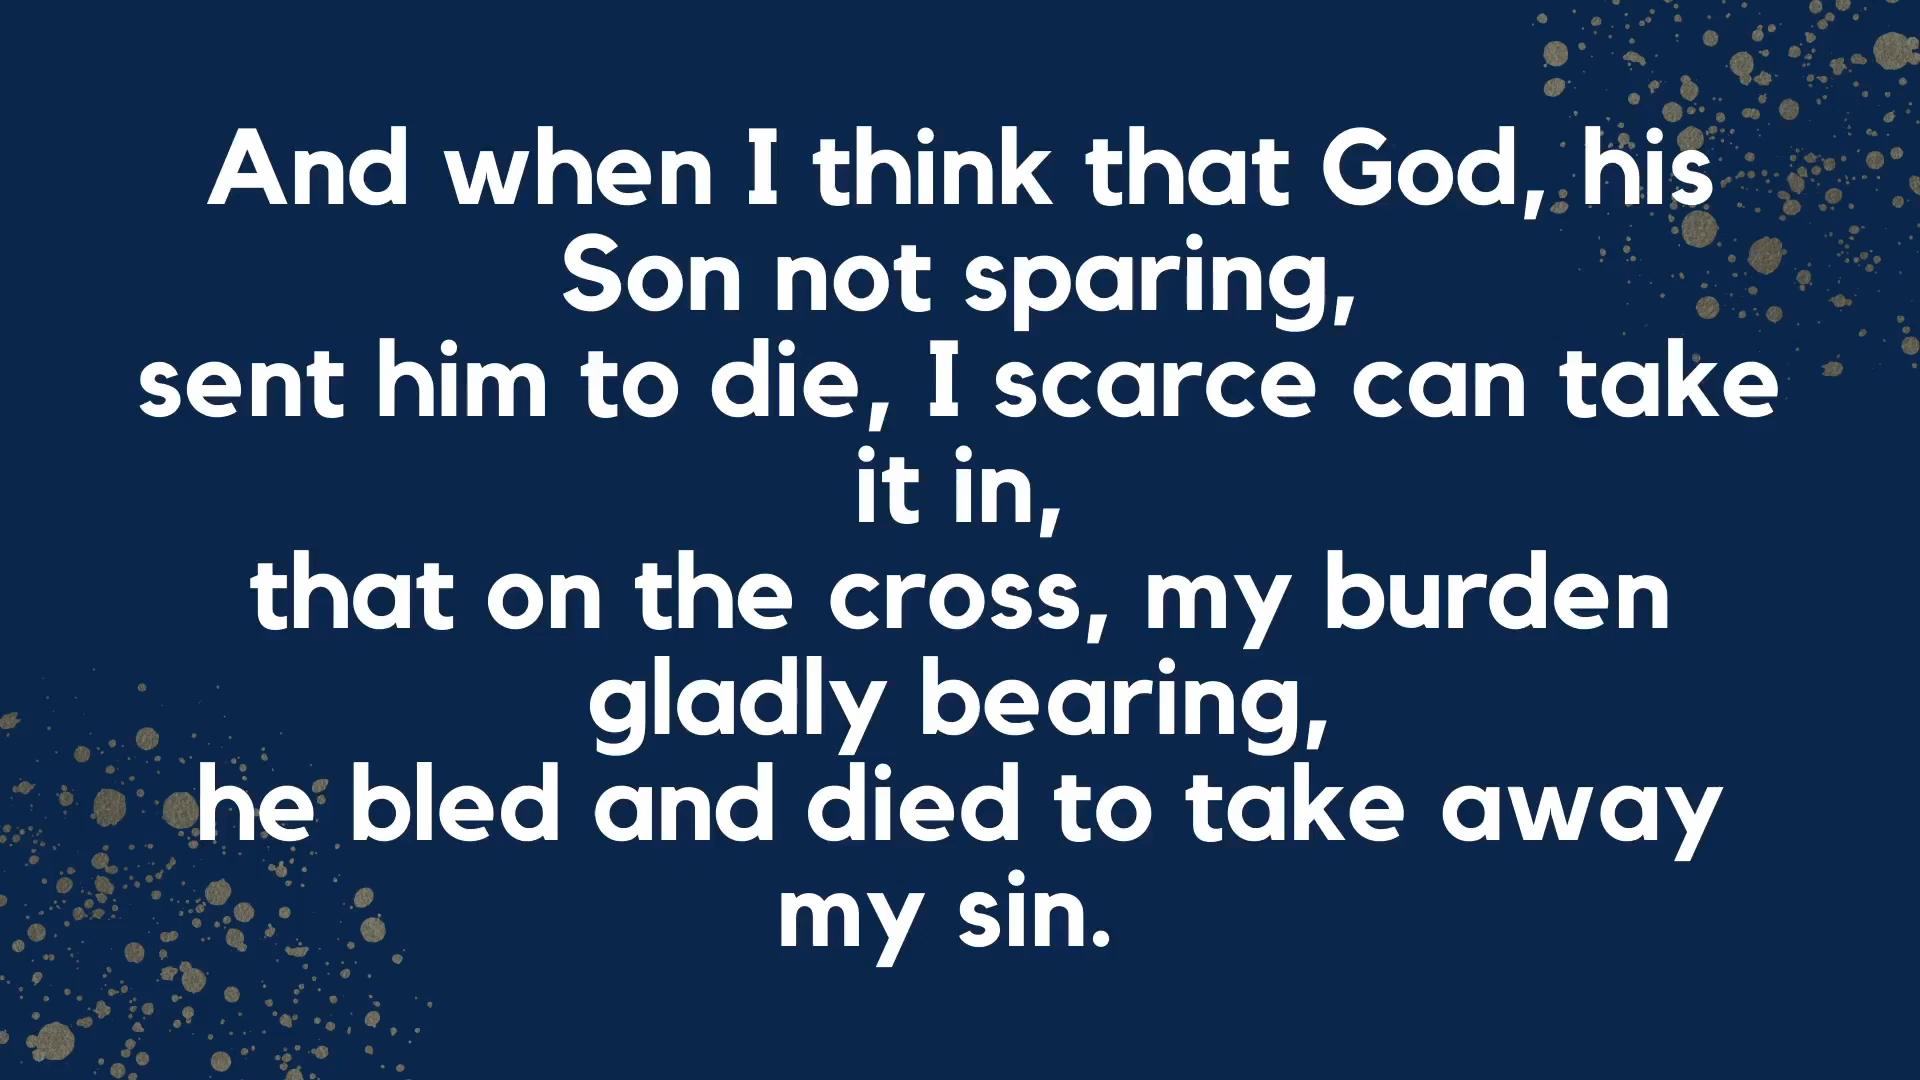 And when I think that God, his
Son not sparing,
sent him to die, I scarce can take
it in,
that on the cross, my burden
gladly bearing,
he bled and died to take away
my sin.